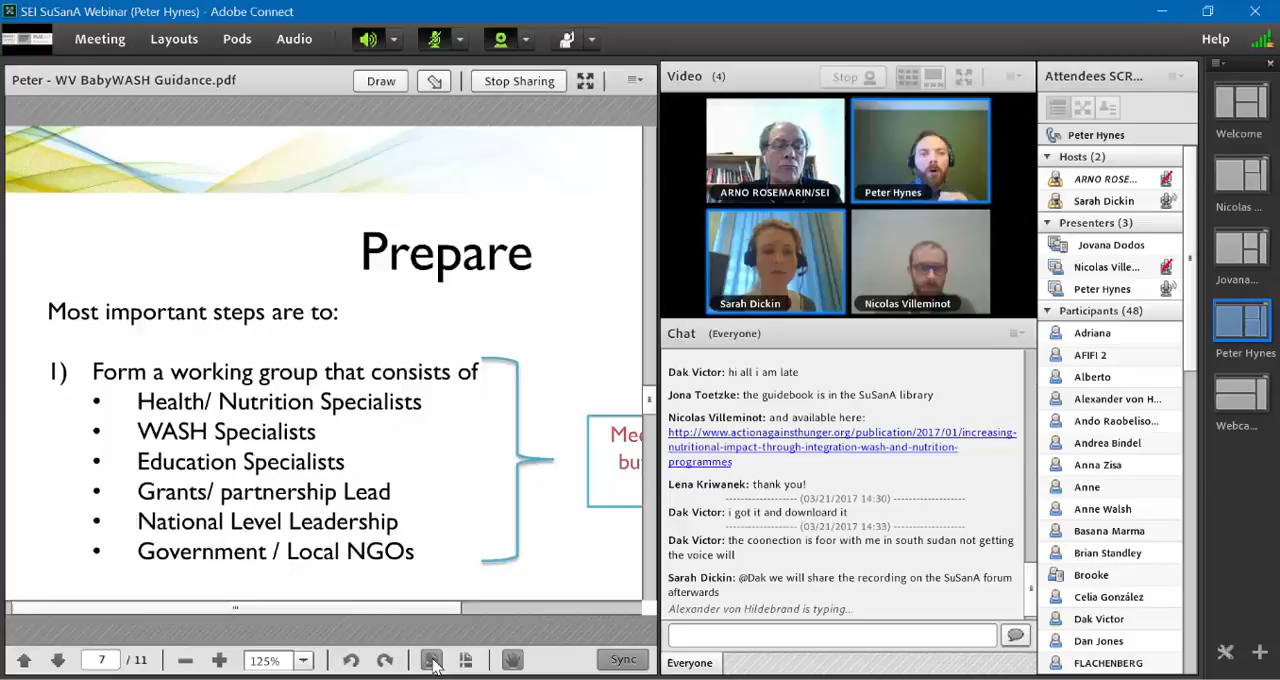 SEI SuSanA Webinar (Peter Hynes) - Adobe Connect
Meeting Layouts Pods Audio Help
Peter - WV BabyWASH Guidance.pdf
Draw
Stop Sharing
Prepare
Most important steps are to:
1) Form a working group that consists of
• Health/ Nutrition Specialists
• WASH Specialists
• Education Specialists
• Grants/ partnership Lead
• National Level Leadership
• Government / Local NGOs
7 / 11
125%
Sync
Video (4)
Stop
ARNO ROSEMARIN/SEI
Peter Hynes
Sarah Dickin
Nicolas Villeminot
Chat (Everyone)
Dak Victor: hi all i am late
Jona Toetzke: the guidebook is in the SuSanA library
Nicolas Villeminot: and available here:
http://www.actionagainsthunger.org/publication/2017/01/increasing-
nutritional-impact-through-integration-wash-and-nutrition-
programmes
Lena Kriwanek: thank you!
------------------ (03/21/2017 14:30) ------------------
Dak Victor: i got it and downloard it
------------------ (03/21/2017 14:33) ------------------
Dak Victor: the coonection is foor with me in south sudan not getting
the voice will
Sarah Dickin: @Dak we will share the recording on the SuSanA forum
afterwards
Alexander von Hildebrand is typing...
Everyone
Attendees SCR...
Peter Hynes
Hosts (2)
ARNO ROSE...
Sarah Dickin
Presenters (3)
Jovana Dodos
Nicolas Ville...
Peter Hynes
Participants (48)
Adriana
AFIFI 2
Alberto
Alexander von H...
Ando Raobeliso...
Andrea Bindel
Anna Zisa
Anne
Anne Walsh
Basana Marma
Brian Standley
Brooke
Celia González
Dak Victor
Dan Jones
FLACHENBERG
Welcome
Nicolas ...
Jovana...
Peter Hynes
Webca...